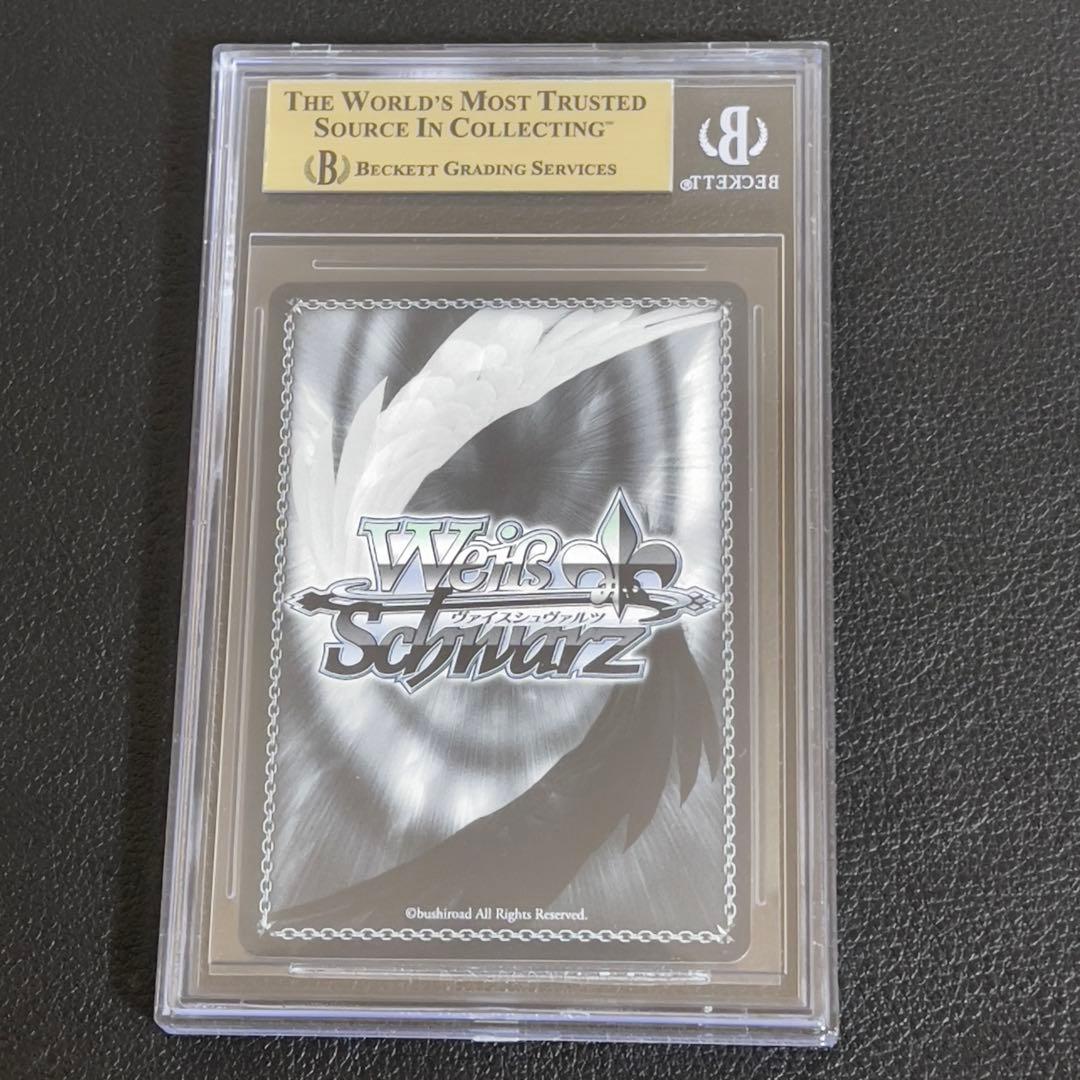 THE WORLD'S MOST TRUSTED
SOURCE IN COLLECTING™
B BECKETT GRADING SERVICES
B
BECKETT®
Weiß
ヴァイスシュヴァルツ
Schwarz
©bushiroad All Rights Reserved.